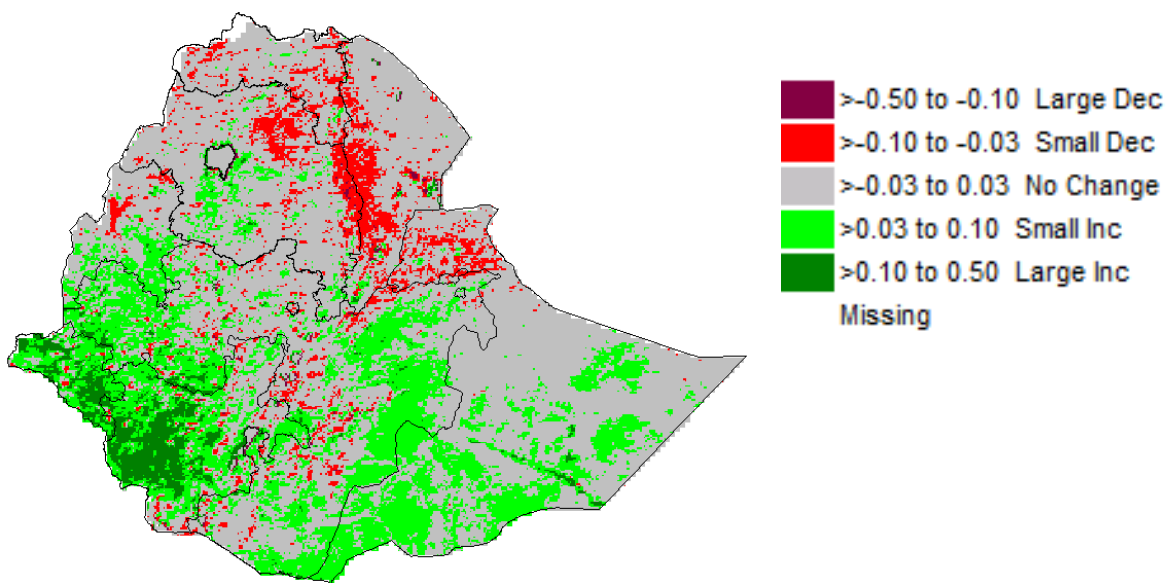 >-0.50 to -0.10 Large Dec
>-0.10 to -0.03 Small Dec
>-0.03 to 0.03 No Change
>0.03 to 0.10 Small Inc
>0.10 to 0.50 Large Inc
Missing